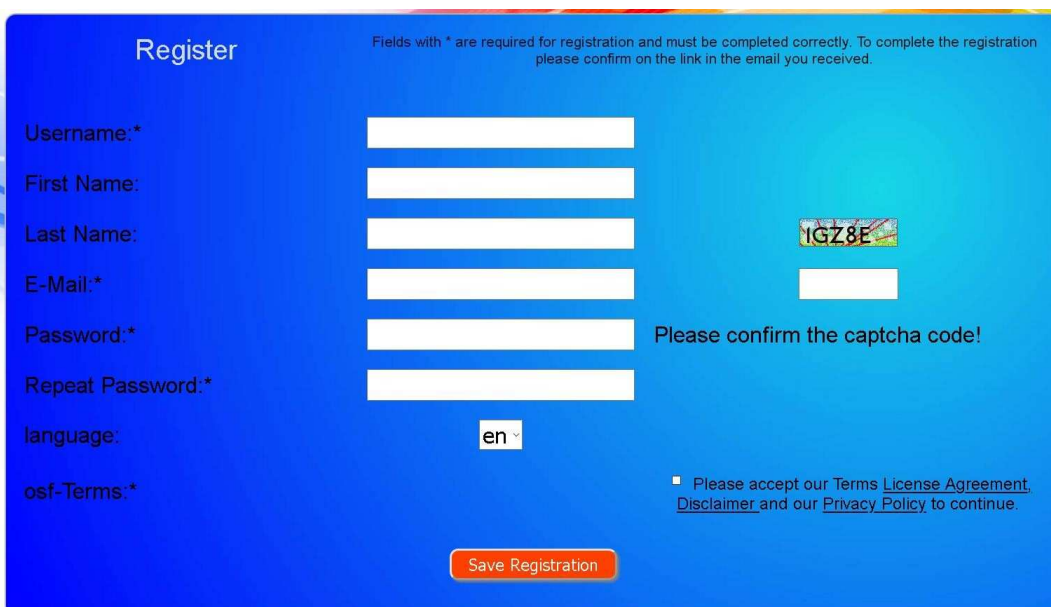 Register
Fields with * are required for registration and must be completed correctly. To complete the registration
please confirm on the link in the email you received.
Username:*
First Name:
Last Name:
IGZ8E
E-Mail:*
Password:*
Please confirm the captcha code!
Repeat Password:*
language:
en
osf-Terms:*
Please accept our Terms License Agreement,
Disclaimer and our Privacy Policy to continue.
Save Registration